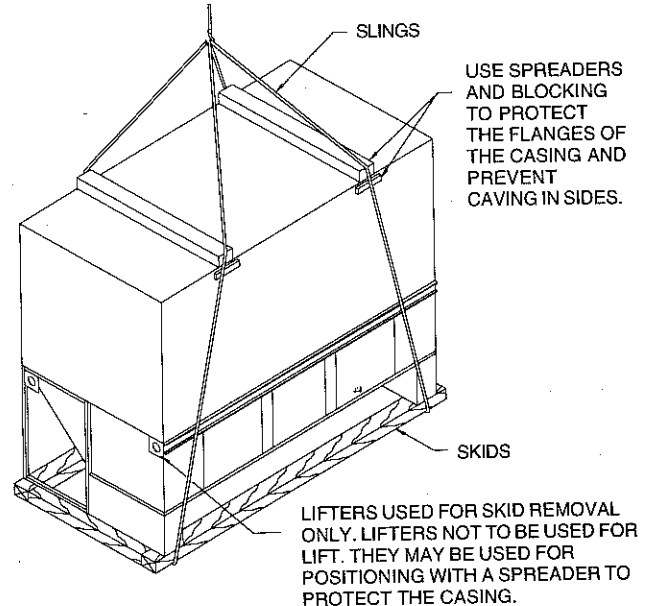 SLINGS
USE SPREADERS
AND BLOCKING
TO PROTECT
THE FLANGES OF
THE CASING AND
PREVENT
CAVING IN SIDES.
SKIDS
LIFTERS USED FOR SKID REMOVAL
ONLY. LIFTERS NOT TO BE USED FOR
LIFT. THEY MAY BE USED FOR
POSITIONING WITH A SPREADER TO
PROTECT THE CASING.